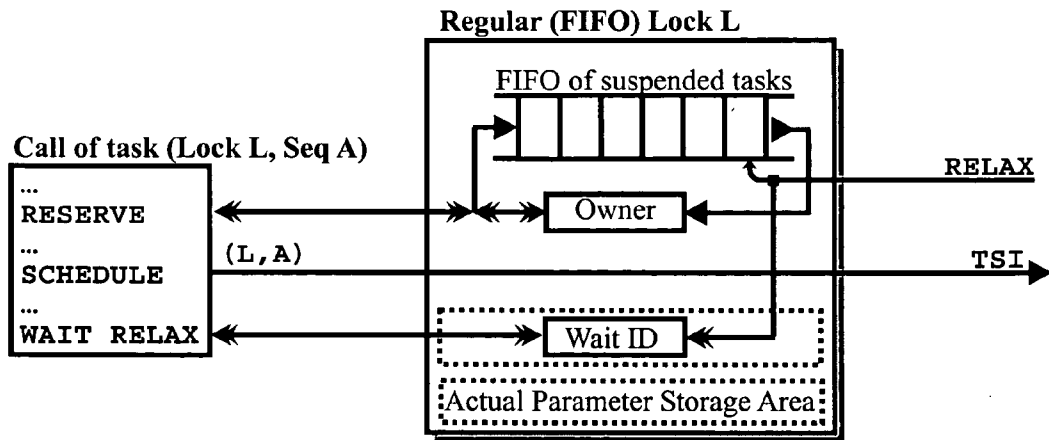 Regular (FIFO) Lock L
FIFO of suspended tasks
Call of task (Lock L, Seq A)
...
RESERVE
...
SCHEDULE
...
WAIT RELAX
(L,A)
Owner
RELAX
TSI
Wait ID
Actual Parameter Storage Area